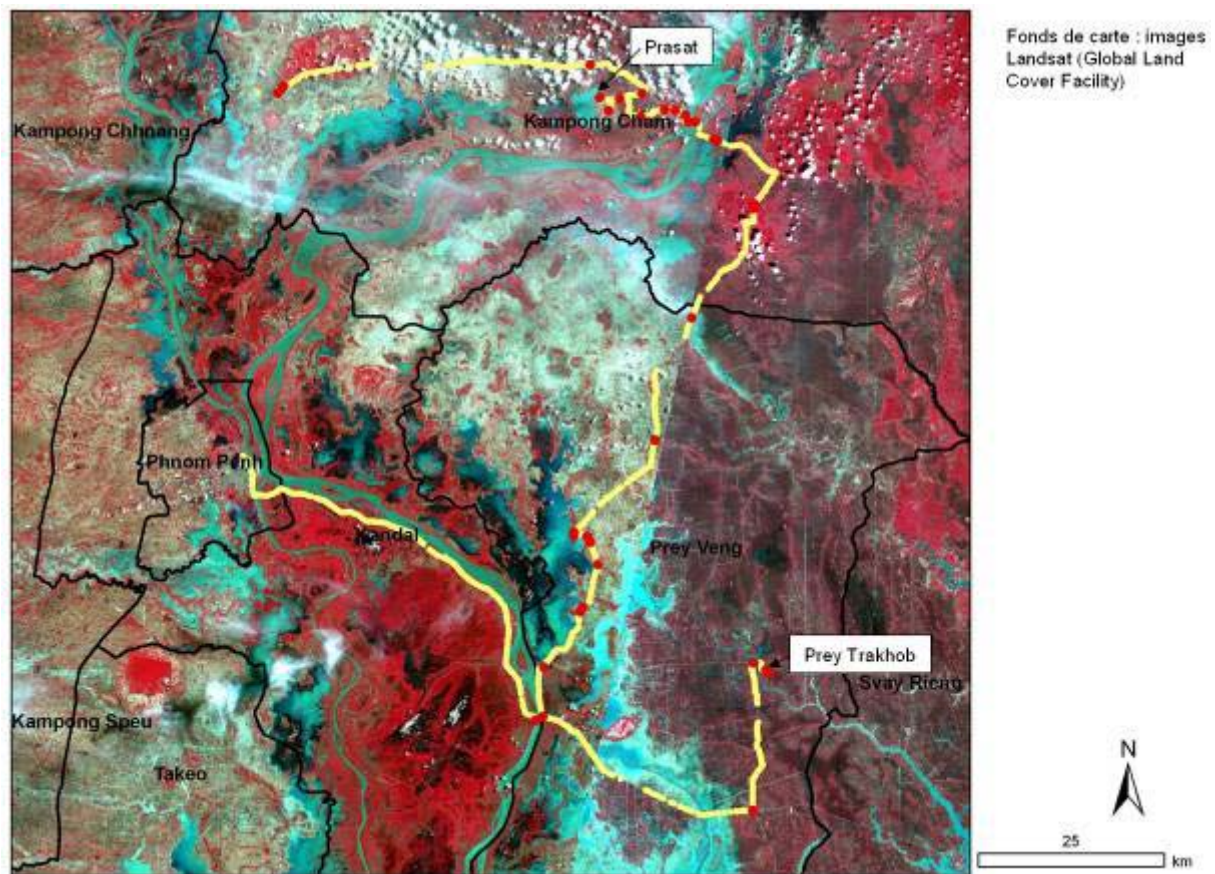 Fonds de carte : images
Landsat (Global Land
Cover Facility)
Prasat
Kampong Chhnang
Kampong Cham
Phnom Penh
Kandal
Prey Veng
Prey Trakhob
Svay Rieng
Kampong Speu
Takeo
N
25
km